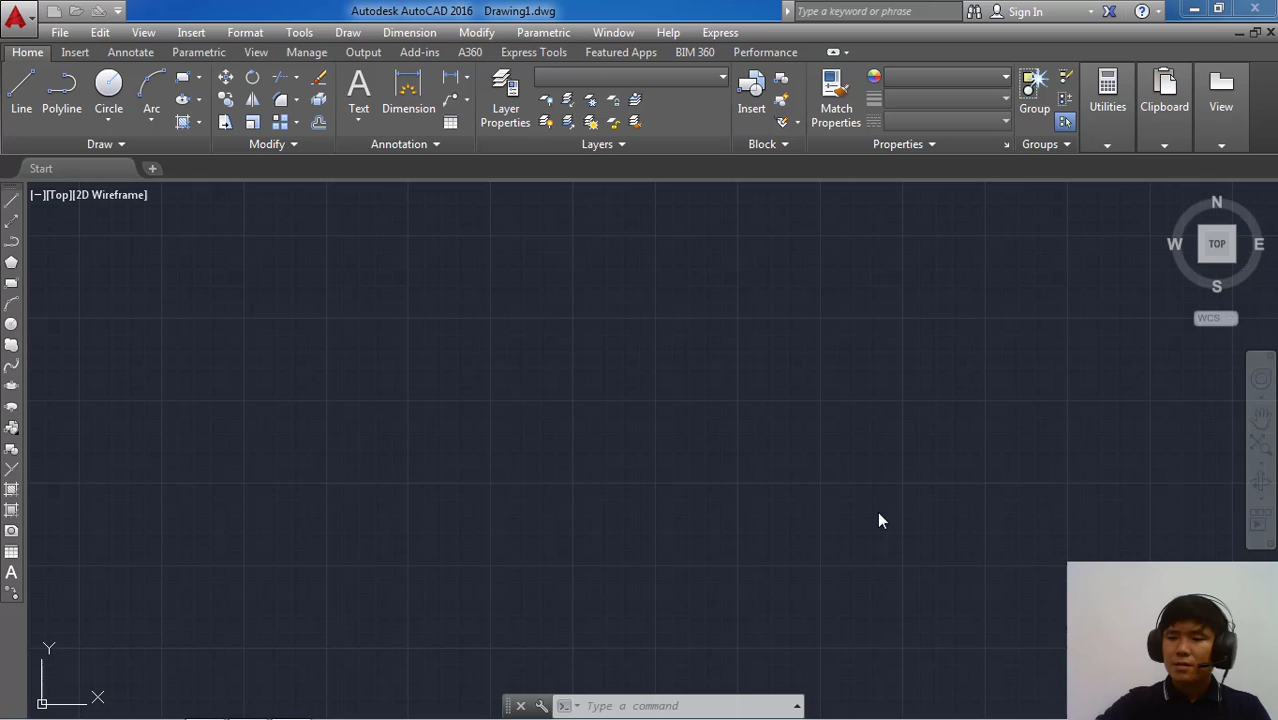 Autodesk AutoCAD 2016 Drawing1.dwg
Type a keyword or phrase
Sign In
File Edit View Insert Format Tools Draw Dimension Modify Parametric Window Help Express
Home Insert Annotate Parametric View Manage Output Add-ins A360 Express Tools Featured Apps BIM 360 Performance
Line Polyline Circle Arc
Text Dimension
Layer
Properties
Insert
Match
Properties
Group
Utilities
Clipboard
View
Draw Modify Annotation Layers Block Properties Groups
Start
[−][Top][2D Wireframe]
N
W TOP E
S
WCS
A
Y
X
Type a command